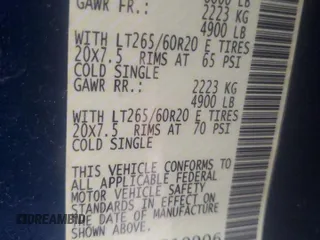 GAWR FR.:
2223 KG
4900 LB
WITH LT265/60R20 E TIRES
20X7.5 RIMS AT 65 PSI
COLD SINGLE
GAWR RR.: 2223 KG
4900 LB
WITH LT265/60R20 E TIRES
20X7.5 RIMS AT 70 PSI
COLD SINGLE
THIS VEHICLE CONFORMS TO
ALL APPLICABLE FEDERAL
MOTOR VEHICLE SAFETY
STANDARDS IN EFFECT ON
THE DATE OF MANUFACTURE
SHOWN ABOVE.
DREAMBID